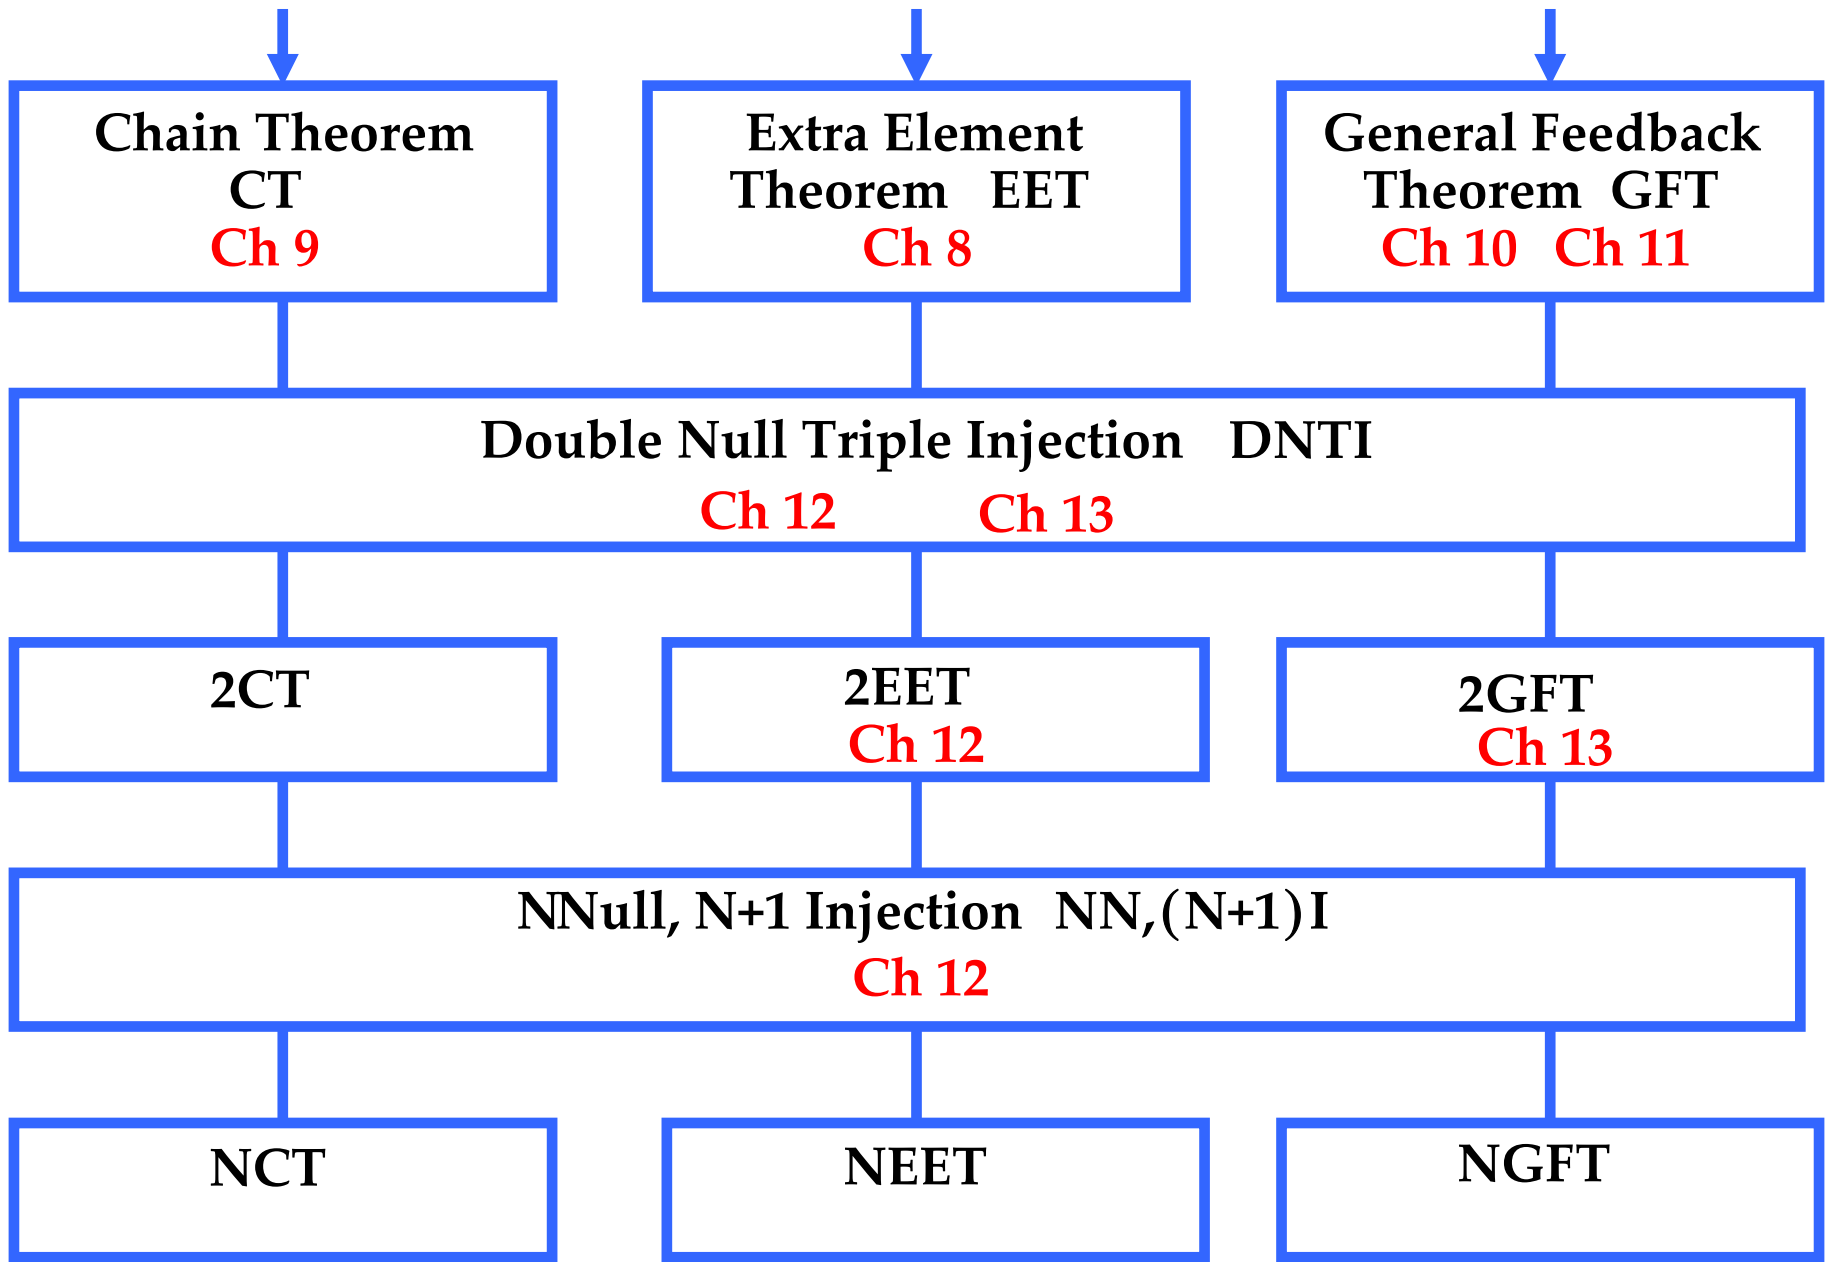 Chain Theorem
CT
Ch 9
Extra Element
Theorem EET
Ch 8
General Feedback
Theorem GFT
Ch 10 Ch 11
Double Null Triple Injection DNTI
Ch 12 Ch 13
2CT
2EET
Ch 12
2GFT
Ch 13
NNull, N+1 Injection NN,(N+1)I
Ch 12
NCT
NEET
NGFT